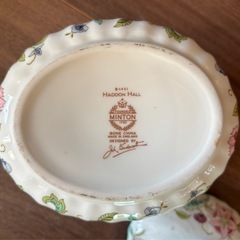 HADDON HALL
MINTON
BONE CHINA
MADE IN ENGLAND
DESIGNED BY